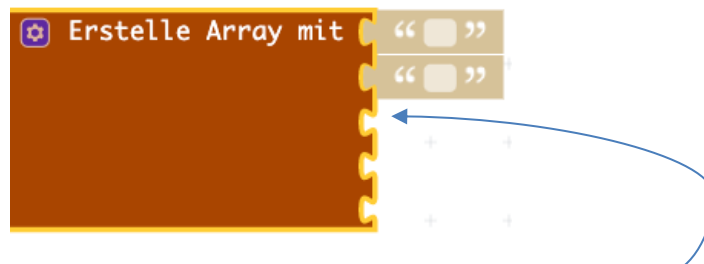 Erstelle Array mit “ ”
“ ”